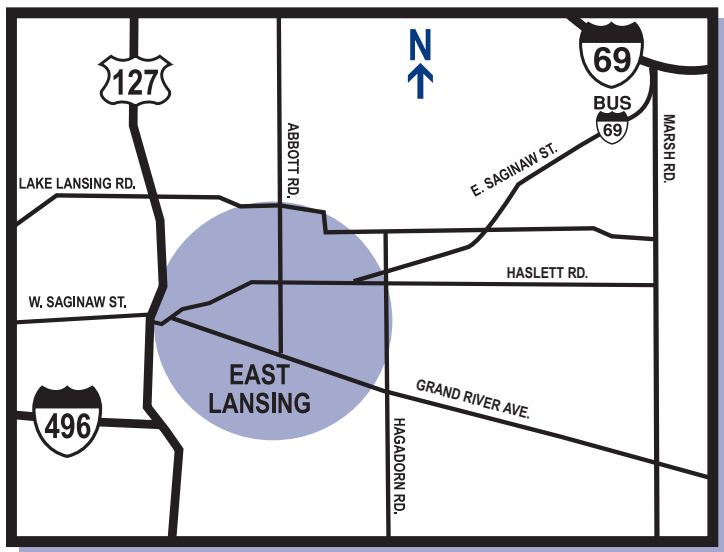 N
127
69
BUS
69
ABBOTT RD.
MARSH RD.
E. SAGINAW ST.
LAKE LANSING RD.
HASLETT RD.
W. SAGINAW ST.
EAST
LANSING
GRAND RIVER AVE.
496
HAGADORN RD.